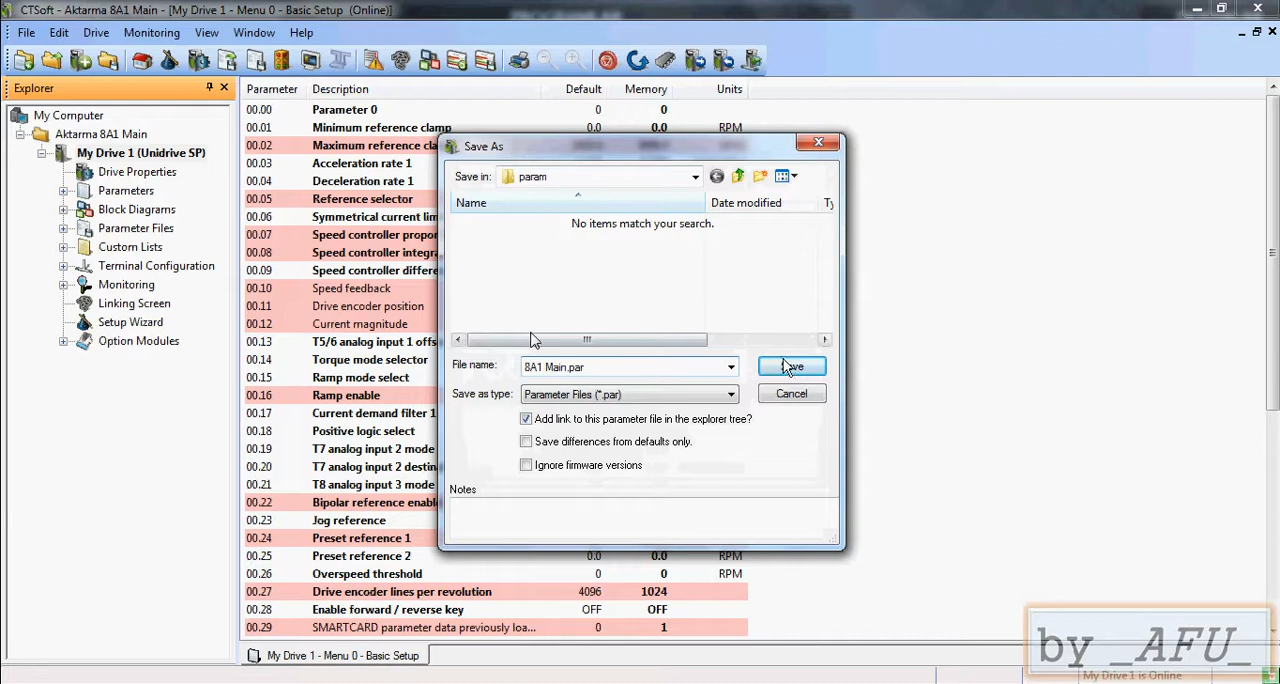 CTSoft - Aktarma 8A1 Main - [My Drive 1 - Menu 0 - Basic Setup (Online)]
File Edit Drive Monitoring View Window Help
Explorer
My Computer
Aktarma 8A1 Main
My Drive 1 (Unidrive SP)
Drive Properties
Parameters
Block Diagrams
Parameter Files
Custom Lists
Terminal Configuration
Monitoring
Linking Screen
Setup Wizard
Option Modules
Parameter Description Default Memory Units
00.00 Parameter 0 0 0
00.01 Minimum reference clamp 0.0 0.0 RPM
00.02 Maximum reference cla
00.03 Acceleration rate 1
00.04 Deceleration rate 1
00.05 Reference selector
00.06 Symmetrical current lim
00.07 Speed controller propor
00.08 Speed controller integra
00.09 Speed controller differe
00.10 Speed feedback
00.11 Drive encoder position
00.12 Current magnitude
00.13 T5/6 analog input 1 offs
00.14 Torque mode selector
00.15 Ramp mode select
00.16 Ramp enable
00.17 Current demand filter 1
00.18 Positive logic select
00.19 T7 analog input 2 mode
00.20 T7 analog input 2 destina
00.21 T8 analog input 3 mode
00.22 Bipolar reference enabl
00.23 Jog reference
00.24 Preset reference 1
00.25 Preset reference 2 0.0 0.0 RPM
00.26 Overspeed threshold 0 0 RPM
00.27 Drive encoder lines per revolution 4096 1024
00.28 Enable forward / reverse key OFF OFF
00.29 SMARTCARD parameter data previously loa... 0 1
Save As
Save in: param
Name Date modified Ty
No items match your search.
File name: 8A1 Main.par
Save as type: Parameter Files (*.par)
Cancel
Add link to this parameter file in the explorer tree?
Save differences from defaults only.
Ignore firmware versions
Notes
My Drive 1 - Menu 0 - Basic Setup
by _AFU_
My Drive 1 is Online